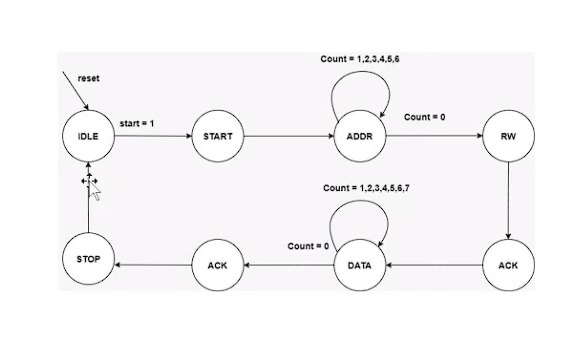 Count = 1,2,3,4,5,6
reset
start = 1
Count = 0
IDLE
START
ADDR
RW
Count = 1,2,3,4,5,6,7
Count = 0
STOP
ACK
DATA
ACK